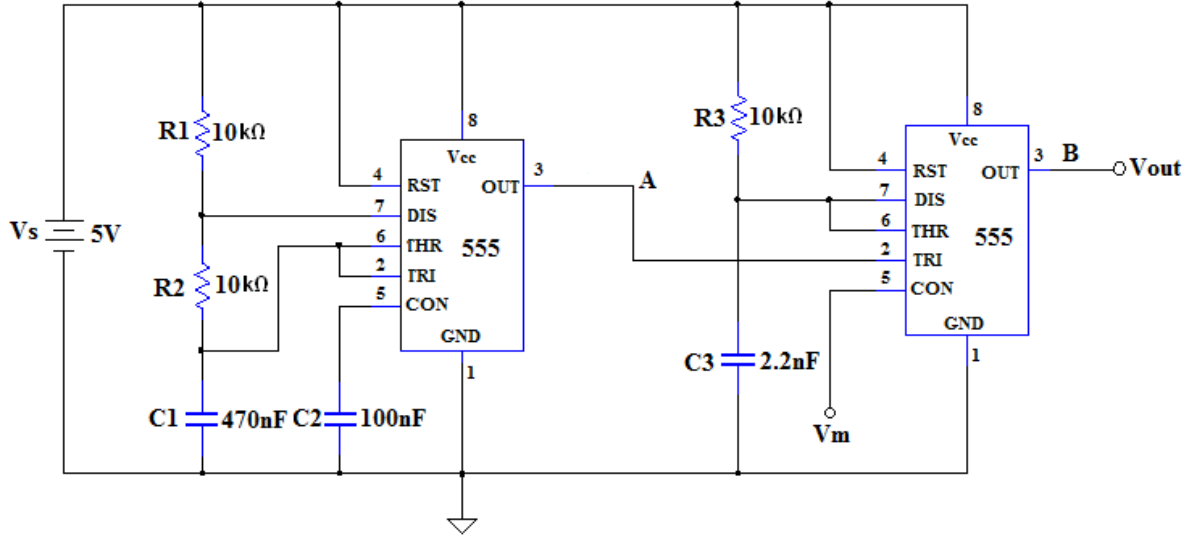 R1 10kΩ
R2 10kΩ
Vs 5V
C1 470nF
C2 100nF
8
Vcc
4 RST
7 DIS
6 THR
2 TRI
5 CON
OUT 3
555
GND
1
A
R3 10kΩ
C3 2.2nF
Vm
8
Vcc
4 RST
7 DIS
6 THR
2 TRI
5 CON
OUT 3
555
GND
1
B
Vout